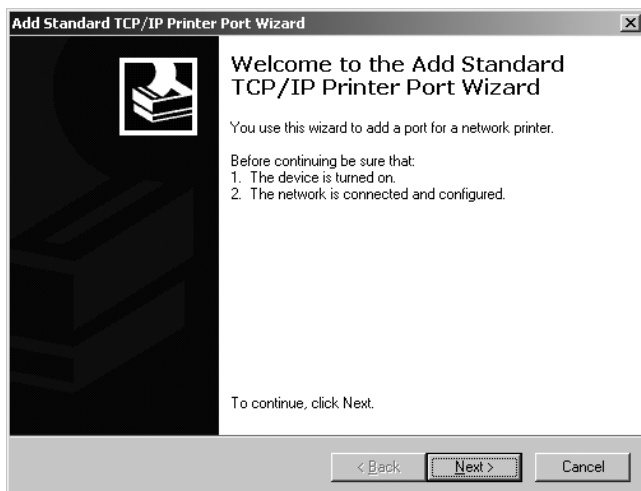 Add Standard TCP/IP Printer Port Wizard
Welcome to the Add Standard
TCP/IP Printer Port Wizard
You use this wizard to add a port for a network printer.
Before continuing be sure that:
1. The device is turned on.
2. The network is connected and configured.
To continue, click Next.
< Back
Next >
Cancel